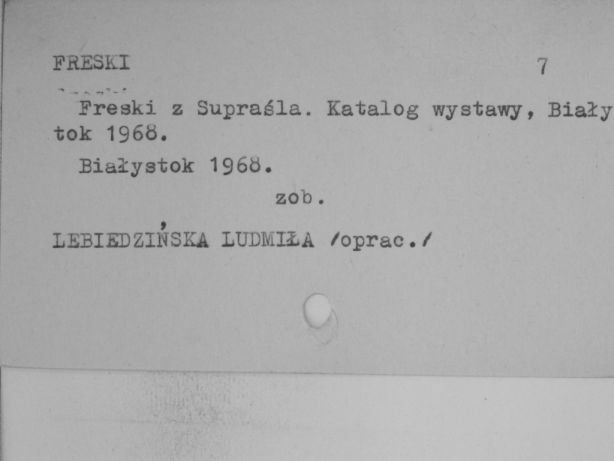 FRESKI 7
Freski z Supraśla. Katalog wystawy, Biały
tok 1968.
Białystok 1968.
zob.
LEBIEDZIŃSKA LUDMIŁA /oprac./